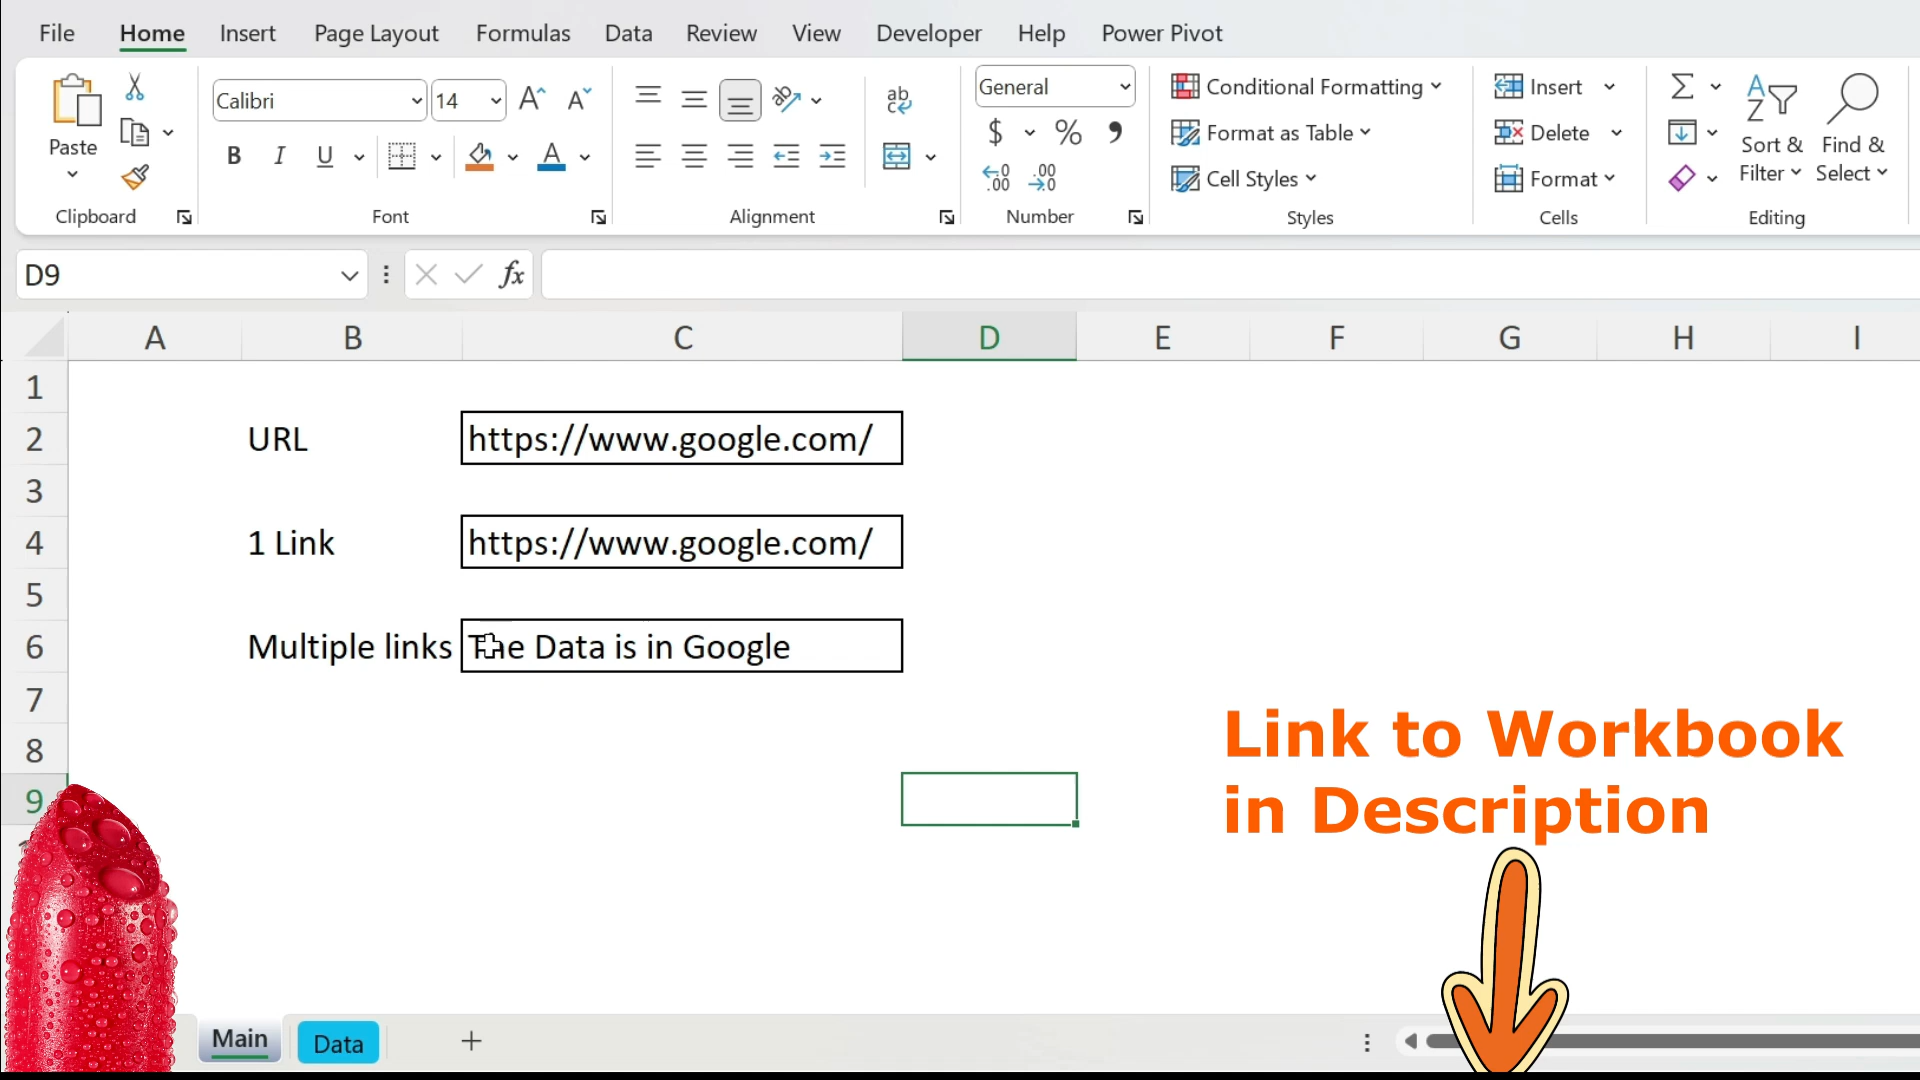 File Home Insert Page Layout Formulas Data Review View Developer Help Power Pivot
Calibri 14 General Conditional Formatting Insert
B I U $ % Format as Table Delete
Paste Cell Styles Format Sort & Find &
Filter Select
Clipboard Font Alignment Number Styles Cells Editing
D9 fx
A B C D E F G H I
1
2 URL https://www.google.com/
3
4 1 Link https://www.google.com/
5
6 Multiple links The Data is in Google
7
8
9
Link to Workbook
in Description
Main Data +